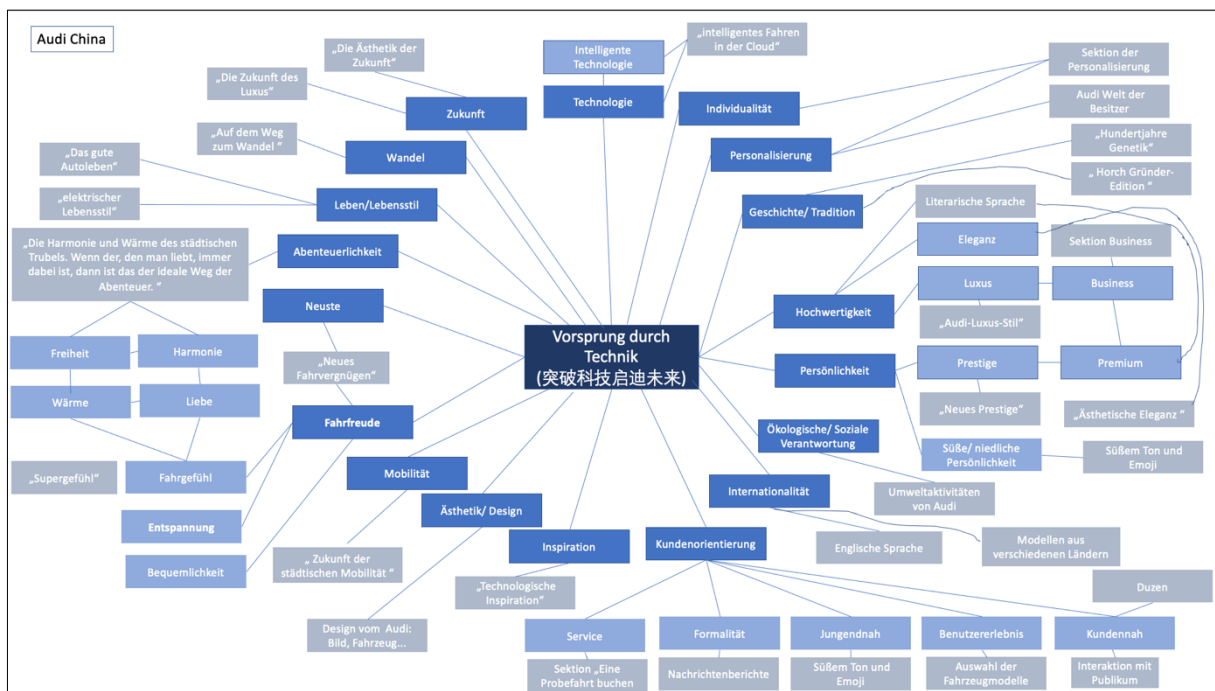 Audi China
„Die Ästhetik der
Zukunft“
„Die Zukunft des
Luxus“
Zukunft
„Auf dem Weg
zum Wandel “
Wandel
„Das gute
Autoleben“
„elektrischer
Lebensstil“
Leben/Lebensstil
„Die Harmonie und Wärme des städtischen
Trubels. Wenn der, den man liebt, immer
dabei ist, dann ist das der ideale Weg der
Abenteuer. “
Abenteuerlichkeit
Neuste
„Neues
Fahrvergnügen“
Freiheit
Harmonie
Wärme
Liebe
Fahrfreude
„Supergefühl“
Fahrgefühl
Entspannung
Bequemlichkeit
Mobilität
„ Zukunft der
städtischen Mobilität “
Ästhetik/ Design
Design vom Audi:
Bild, Fahrzeug...
Inspiration
„Technologische
Inspiration“
Vorsprung durch
Technik
(突破科技启迪未来)
Intelligente
Technologie
„intelligentes Fahren
in der Cloud“
Technologie
Individualität
Sektion der
Personalisierung
Personalisierung
Audi Welt der
Besitzer
„Hundertjahre
Genetik“
„ Horch Gründer-
Edition “
Geschichte/ Tradition
Literarische Sprache
Eleganz
Sektion Business
Hochwertigkeit
Luxus
Business
„Audi-Luxus-Stil“
Persönlichkeit
Prestige
Premium
„Neues Prestige“
„Ästhetische Eleganz “
Süße/ niedliche
Persönlichkeit
Süßem Ton und
Emoji
Ökologische/ Soziale
Verantwortung
Umweltaktivitäten
von Audi
Internationalität
Englische Sprache
Modellen aus
verschiedenen Ländern
Kundenorientierung
Service
Sektion „Eine
Probefahrt buchen
Formalität
Nachrichtenberichte
Jungendnah
Süßem Ton und
Emoji
Benutzererlebnis
Auswahl der
Fahrzeugmodelle
Duzen
Kundennah
Interaktion mit
Publikum